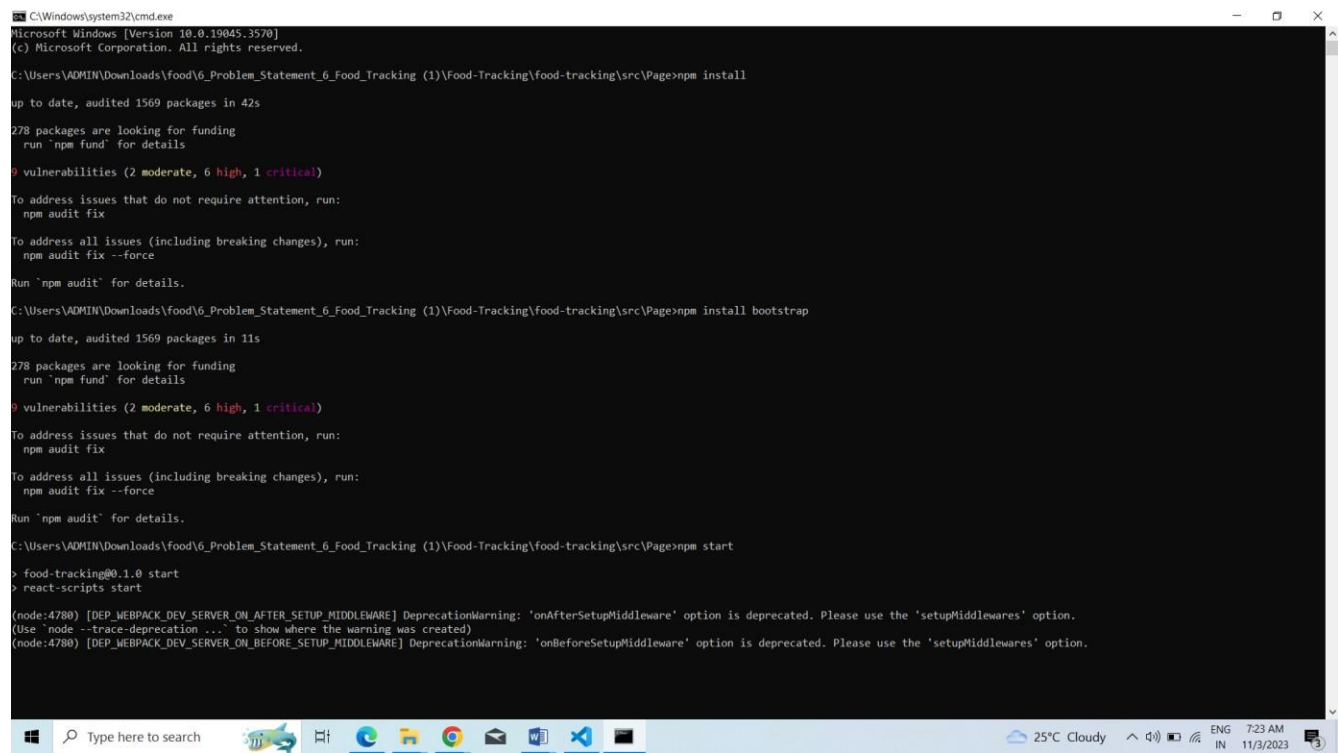 C:\Windows\system32\cmd.exe
Microsoft Windows [Version 10.0.19045.3570]
(c) Microsoft Corporation. All rights reserved.
C:\Users\ADMIN\Downloads\food\6_Problem_Statement_6_Food_Tracking (1)\Food-Tracking\food-tracking\src\Page>npm install
up to date, audited 1569 packages in 42s
278 packages are looking for funding
run `npm fund` for details
9 vulnerabilities (2 moderate, 6 high, 1 critical)
To address issues that do not require attention, run:
npm audit fix
To address all issues (including breaking changes), run:
npm audit fix --force
Run `npm audit` for details.
C:\Users\ADMIN\Downloads\food\6_Problem_Statement_6_Food_Tracking (1)\Food-Tracking\food-tracking\src\Page>npm install bootstrap
up to date, audited 1569 packages in 11s
278 packages are looking for funding
run `npm fund` for details
9 vulnerabilities (2 moderate, 6 high, 1 critical)
To address issues that do not require attention, run:
npm audit fix
To address all issues (including breaking changes), run:
npm audit fix --force
Run `npm audit` for details.
C:\Users\ADMIN\Downloads\food\6_Problem_Statement_6_Food_Tracking (1)\Food-Tracking\food-tracking\src\Page>npm start
> food-tracking@0.1.0 start
> react-scripts start
(node:4780) [DEP_WEBPACK_DEV_SERVER_ON_AFTER_SETUP_MIDDLEWARE] DeprecationWarning: 'onAfterSetupMiddleware' option is deprecated. Please use the 'setupMiddlewares' option.
(Use `node --trace-deprecation ...` to show where the warning was created)
(node:4780) [DEP_WEBPACK_DEV_SERVER_ON_BEFORE_SETUP_MIDDLEWARE] DeprecationWarning: 'onBeforeSetupMiddleware' option is deprecated. Please use the 'setupMiddlewares' option.
Type here to search
25°C Cloudy
ENG
IN
7:23 AM
11/3/2023
3